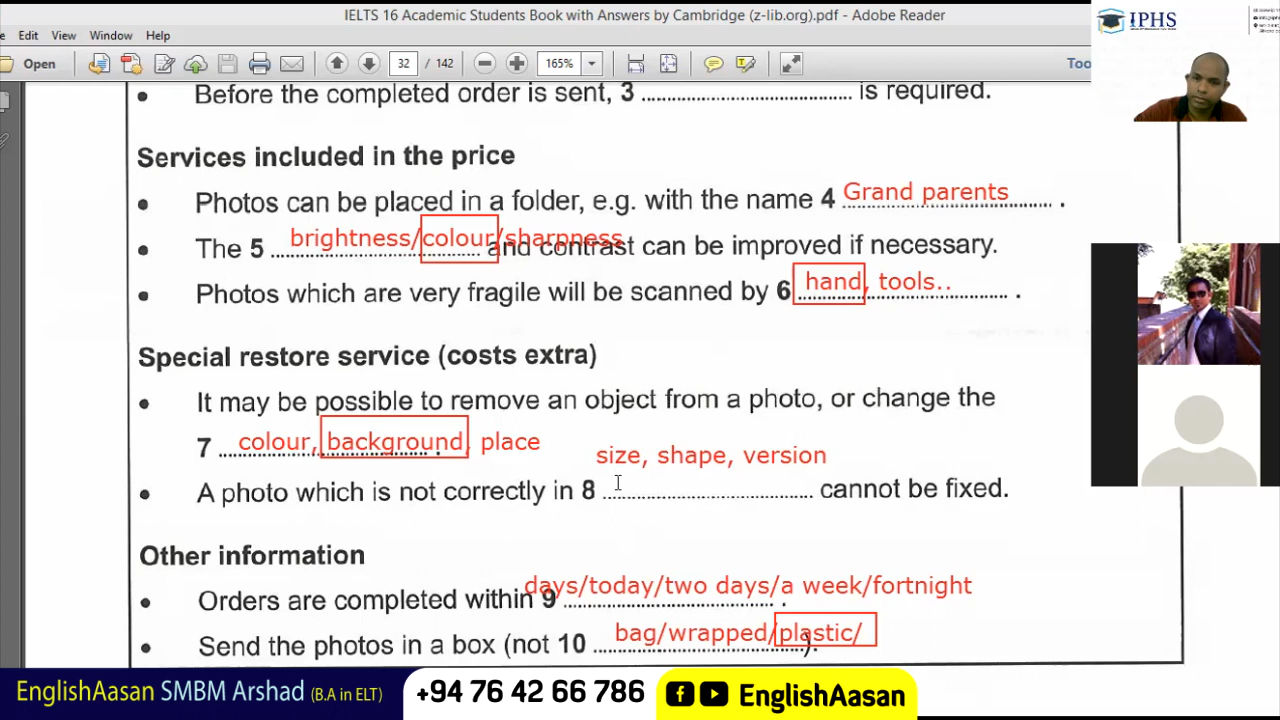 IELTS 16 Academic Students Book with Answers by Cambridge (z-lib.org).pdf - Adobe Reader
Edit View Window Help
Open 32 / 142 165% Too
IPHS
• Before the completed order is sent, 3 ........................ is required.
Services included in the price
• Photos can be placed in a folder, e.g. with the name 4 Grand parents .
• The 5 brightness/colour/sharpness and contrast can be improved if necessary.
• Photos which are very fragile will be scanned by 6 hand, tools.. .
Special restore service (costs extra)
• It may be possible to remove an object from a photo, or change the
7 colour, background, place .
size, shape, version
• A photo which is not correctly in 8 ........................ cannot be fixed.
Other information
days/today/two days/a week/fortnight
• Orders are completed within 9 ........................ .
• Send the photos in a box (not 10 bag/wrapped/plastic/ ).
EnglishAasan SMBM Arshad (B.A in ELT) +94 76 42 66 786 EnglishAasan